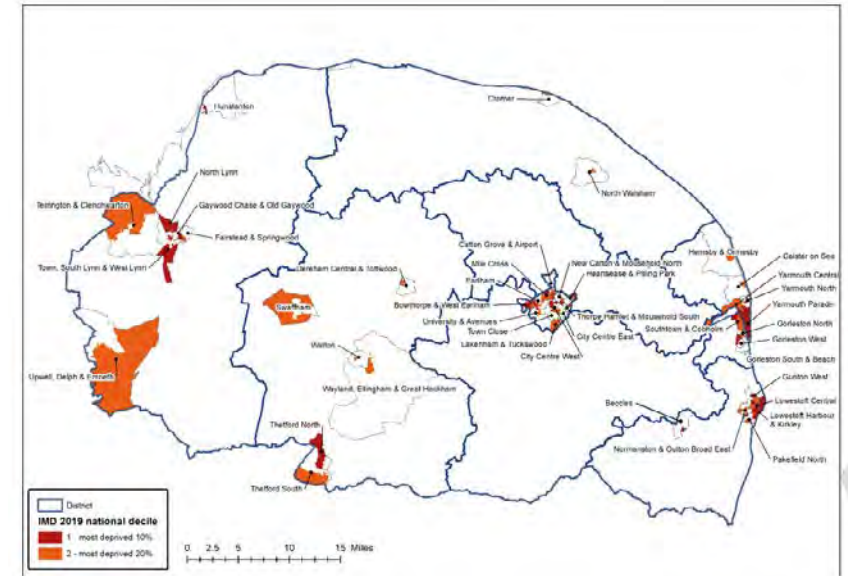 Hunstanton
Cromer
North Lynn
North Walsham
Terrington & Clenchwarton
Gaywood Chase & Old Gaywood
Fairstead & Springwood
Catton Grove & Airport
Hemsby & Ormesby
Caister on Sea
Town, South Lynn & West Lynn
Dereham Central & Toftwood
Mile Cross
New Catton & Mousehold North
Yarmouth Central
Earlham
Heartsease & Pilling Park
Yarmouth North
Swaffham
Bowthorpe & West Earlham
Yarmouth Parade
University & Avenues
Thorpe Hamlet & Mousehold South
Southtown & Cobholm
Gorleston North
Town Close
City Centre East
Gorleston West
Watton
Lakenham & Tuckswood
City Centre West
Gorleston South & Beach
Upwell, Delph & Emneth
Wayland, Ellingham & Great Hockham
Gunton West
Beccles
Lowestoft Central
Thetford North
Lowestoft Harbour
& Kirkley
Normanston & Oulton Broad East
Pakefield North
Thetford South
District
IMD 2019 national decile
1 - most deprived 10%
2 - most deprived 20%
0 2.5 5 10 15 Miles